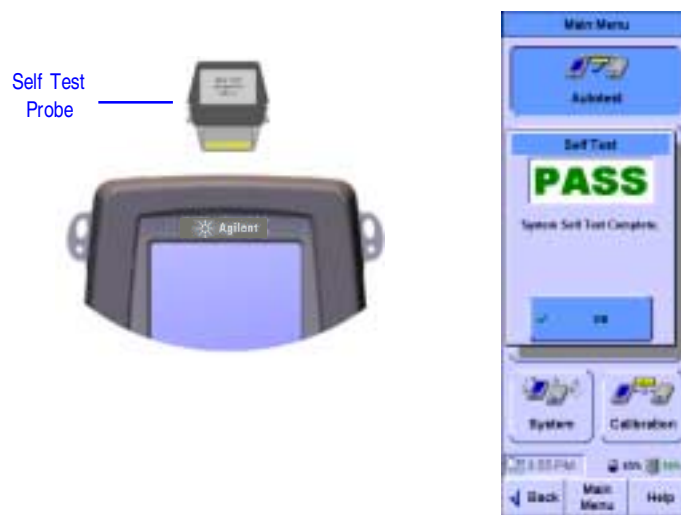 Self Test
Probe
Agilent
Main Menu
Autotest
Self Test
PASS
System Self Test Complete.
System
Calibration
Back
Main
Menu
Help